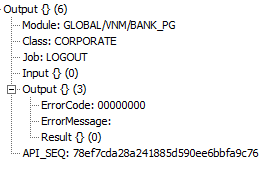 Output {} (6)
Module: GLOBAL/VNM/BANK_PG
Class: CORPORATE
Job: LOGOUT
Input {} (0)
Output {} (3)
ErrorCode: 00000000
ErrorMessage:
Result {} (0)
API_SEQ: 78ef7cda28a241885d590ee6bbfa9c76